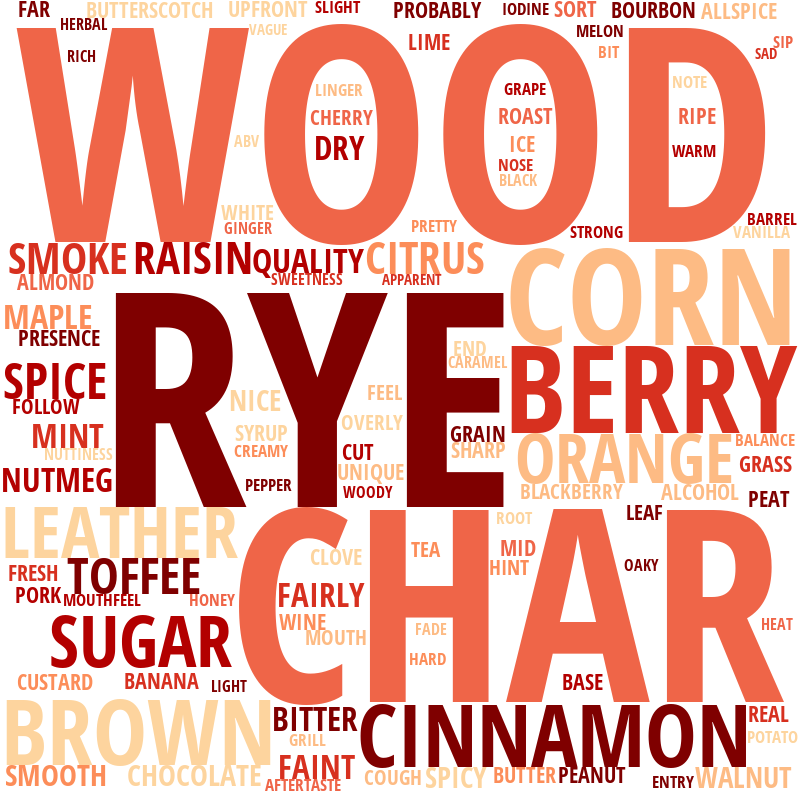 FAR
BUTTERSCOTCH
UPFRONT
SLIGHT
PROBABLY
IODINE
SORT
BOURBON
ALLSPICE
HERBAL
VAGUE
MELON
RICH
LIME
BIT
SIP
SAD
WOOD
LINGER
GRAPE
NOTE
CHERRY
ROAST
RIPE
ABV
DRY
ICE
WARM
NOSE
BLACK
WHITE
GINGER
PRETTY
STRONG
BARREL
VANILLA
SMOKE
RAISIN
QUALITY
CITRUS
ALMOND
SWEETNESS
APPARENT
CORN
MAPLE
PRESENCE
RYE
END
CARAMEL
BERRY
SPICE
FOLLOW
NICE
FEEL
OVERLY
MINT
SYRUP
GRAIN
ORANGE
BALANCE
NUTTINESS
CREAMY
CUT
SHARP
GRASS
NUTMEG
PEPPER
UNIQUE
WOODY
BLACKBERRY
ALCOHOL
PEAT
LEATHER
ROOT
LEAF
CHAR
CLOVE
TEA
MID
FRESH
TOFFEE
HINT
OAKY
PORK
MOUTHFEEL
HONEY
FAIRLY
SUGAR
WINE
MOUTH
FADE
HEAT
HARD
CUSTARD
BANANA
LIGHT
BASE
BROWN
BITTER
CINNAMON
REAL
GRILL
POTATO
SMOOTH
CHOCOLATE
FAINT
AFTERTASTE
COUGH
SPICY
BUTTER
PEANUT
ENTRY
WALNUT